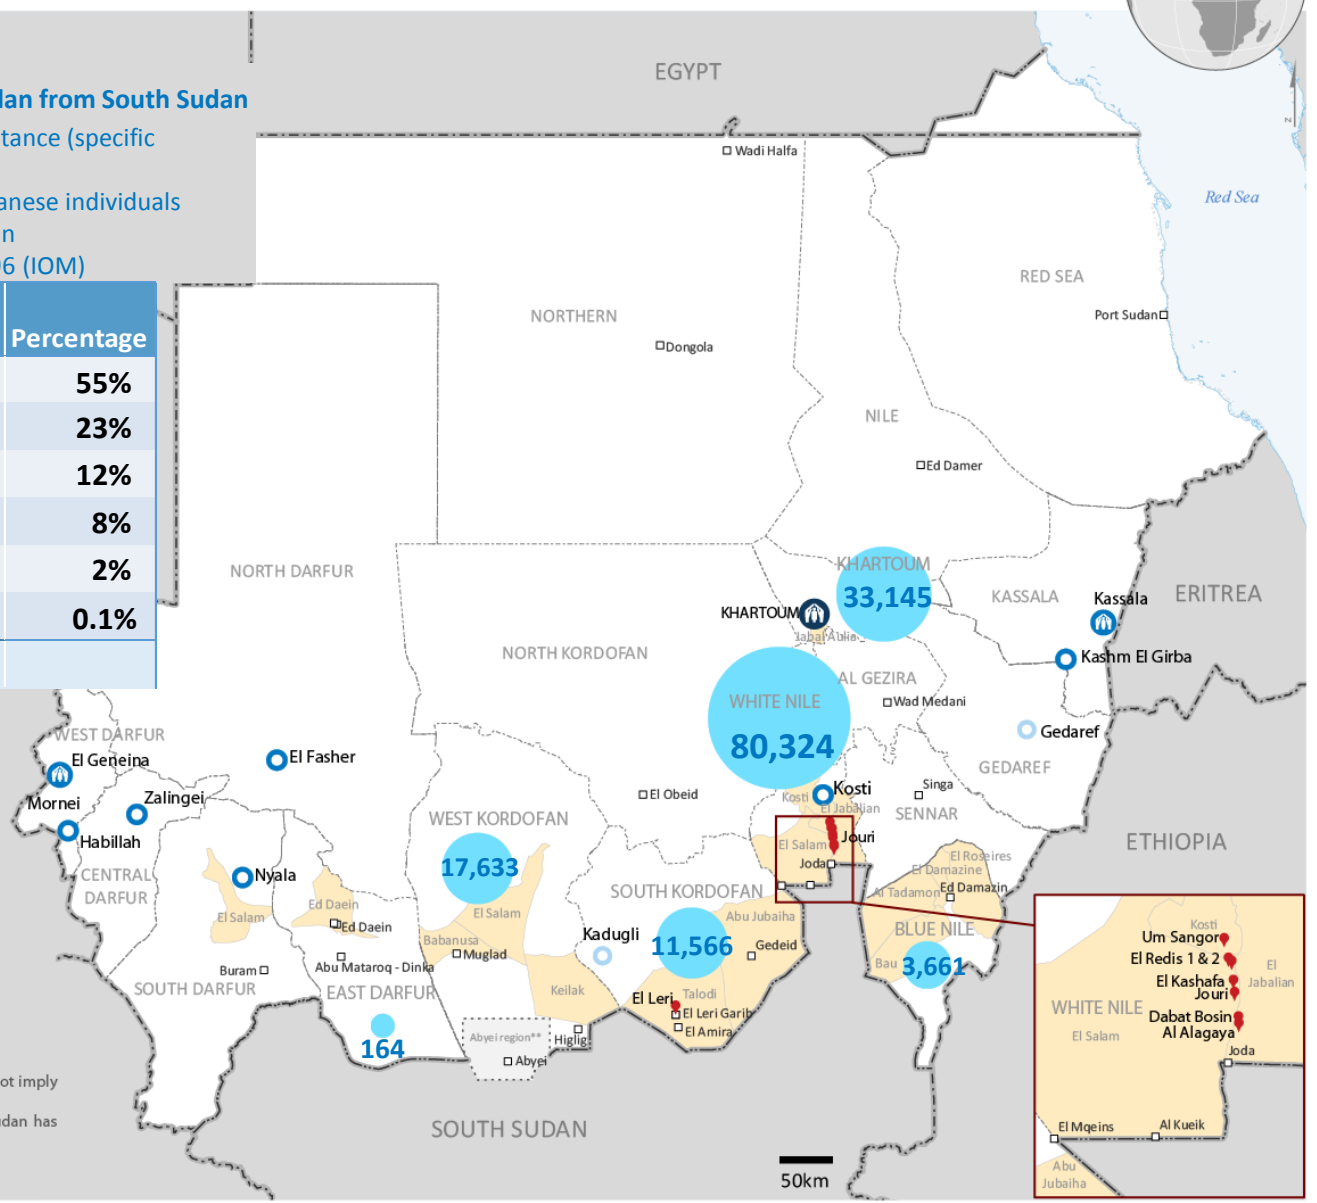 EGYPT
dan from South Sudan
tance (specific
anese individuals
n
06 (IOM)
Percentage
55%
23%
12%
8%
2%
0.1%
Wadi Halfa
Red Sea
RED SEA
Port Sudan
NORTHERN
Dongola
NILE
Ed Damer
NORTH DARFUR
KHARTOUM
33,145
KHARTOUM
Jabal Aulia
KASSALA
Kassala
ERITREA
Kashm El Girba
NORTH KORDOFAN
AL GEZIRA
Wad Medani
WHITE NILE
80,324
Gedaref
GEDAREF
WEST DARFUR
El Geneina
El Fasher
Mornei
Zalingei
Habillah
El Obeid
Kosti
Kosti
El Jabalian
Singa
SENNAR
WEST KORDOFAN
17,633
El Salam
Jouri
Joda
ETHIOPIA
CENTRAL
DARFUR
Nyala
El Salam
Ed Daein
Ed Daein
El Salam
SOUTH KORDOFAN
El Roseires
El Damazine
Al Tadamon
Ed Damazin
Abu Jubaiha
BLUE NILE
Kadugli
11,566
Gedeid
Babanusa
Muglad
Bau
3,661
Buram
Abu Mataroq - Dinka
SOUTH DARFUR
EAST DARFUR
Keilak
El Leri
Talodi
El Leri Garib
El Amira
164
Abyei region**
Higlig
Abyei
Um Sangor
Kosti
El Redis 1 & 2
El Kashafa
Jouri
El
Jabalian
WHITE NILE
Dabat Bosin
El Salam
Al Alagaya
Joda
El Mqeins
Al Kueik
Abu
Jubaiha
ot imply
udan has
SOUTH SUDAN
50km
N